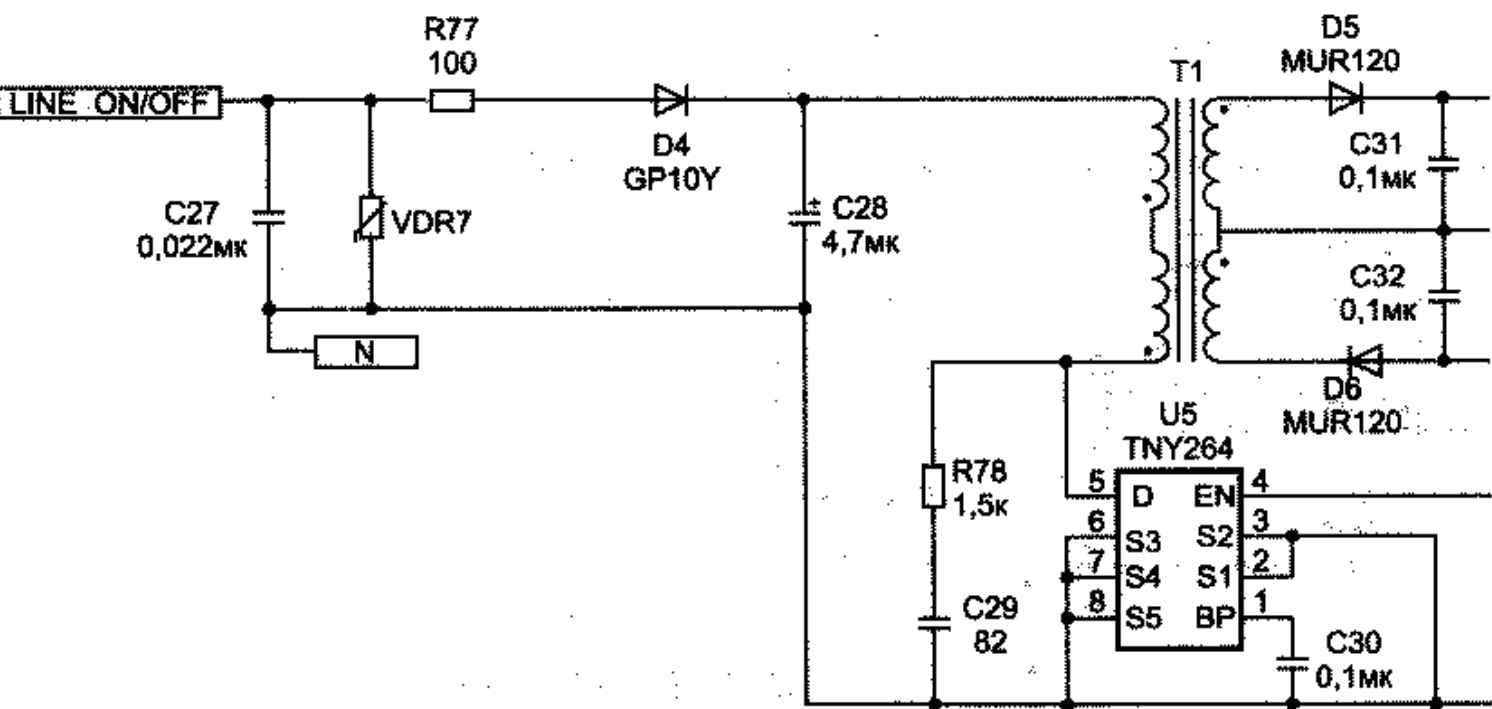 R77
100
LINE ON/OFF
D4
GP10Y
C27
0,022мк
VDR7
+
C28
4,7мк
N
T1
D5
MUR120
C31
0,1мк
C32
0,1мк
D6
MUR120
U5
TNY264
R78
1,5к
C29
82
5 D EN 4
6 S3 S2 3
7 S4 S1 2
8 S5 BP 1
C30
0,1мк